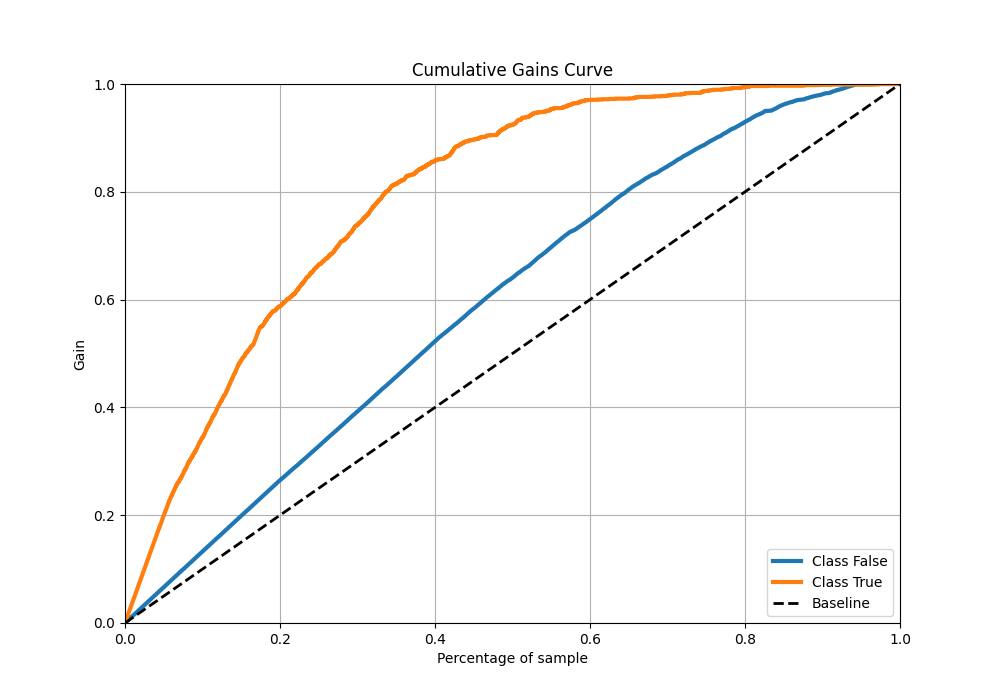 Cumulative Gains Curve
1.0
0.8
0.6
0.4
0.2
0.0
Gain
0.0 0.2 0.4 0.6 0.8 1.0
Percentage of sample
Class False
Class True
Baseline